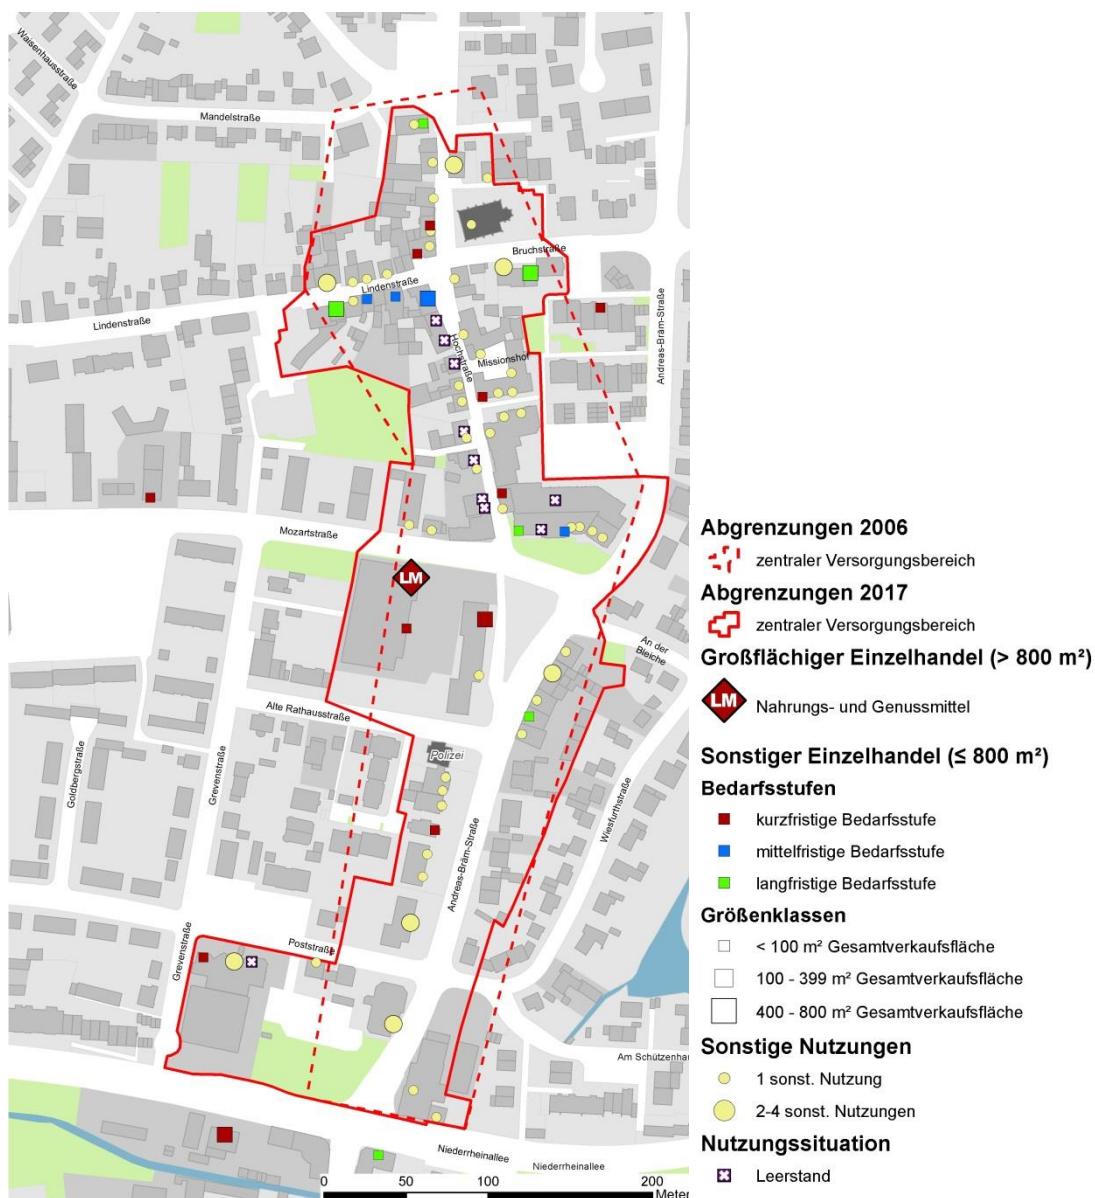 Waisenhausstraße
Mandelstraße
Bruchstraße
Lindenstraße
Lindenstraße
Hochstraße
Missionshof
Andreas-Bräm-Straße
Mozartstraße
LM
An der
Bleiche
Alte Rathausstraße
Polizei
Goldbergstraße
Grevenstraße
Wiesfurthstraße
Andreas-Bräm-Straße
Poststraße
Grevenstraße
Am Schützenha
Niederrheinallee
Niederrheinallee
0 50 100 200
Meter
Abgrenzungen 2006
zentraler Versorgungsbereich
Abgrenzungen 2017
zentraler Versorgungsbereich
Großflächiger Einzelhandel (> 800 m²)
LM Nahrungs- und Genussmittel
Sonstiger Einzelhandel (≤ 800 m²)
Bedarfsstufen
kurzfristige Bedarfsstufe
mittelfristige Bedarfsstufe
langfristige Bedarfsstufe
Größenklassen
< 100 m² Gesamtverkaufsfläche
100 - 399 m² Gesamtverkaufsfläche
400 - 800 m² Gesamtverkaufsfläche
Sonstige Nutzungen
1 sonst. Nutzung
2-4 sonst. Nutzungen
Nutzungssituation
Leerstand